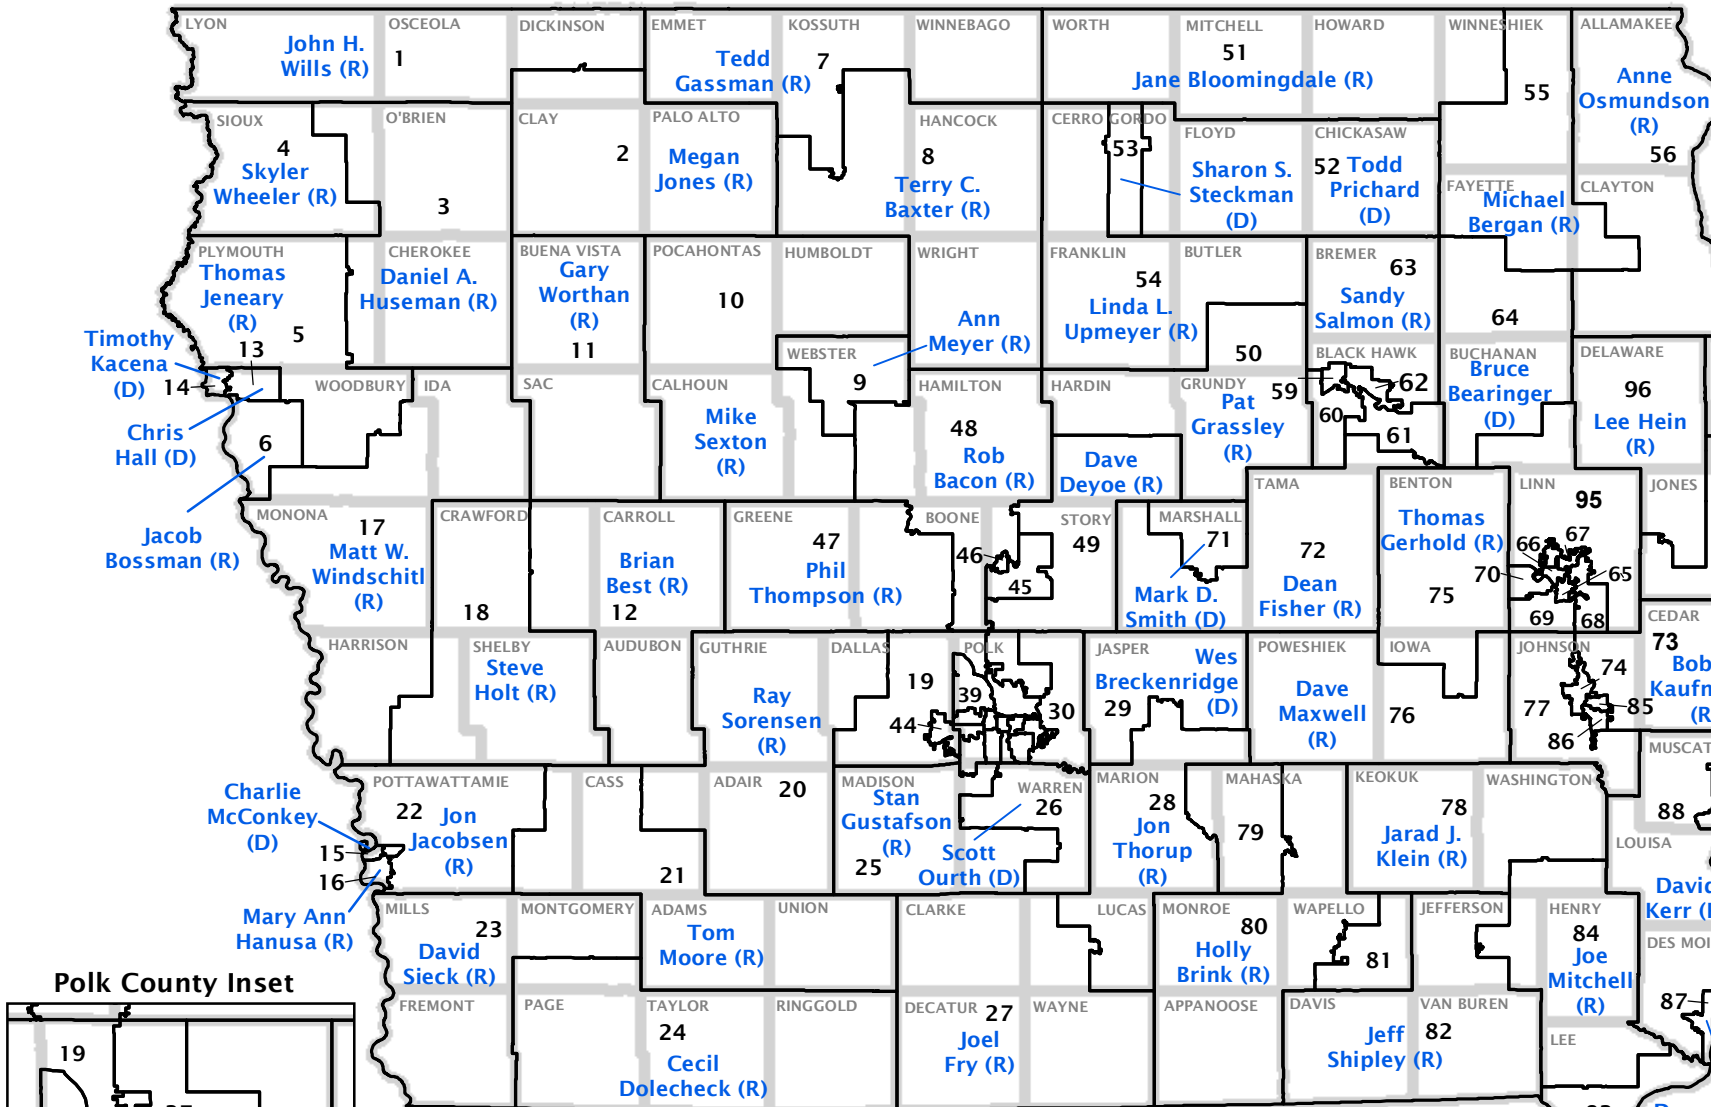 LYON
OSCEOLA
DICKINSON
EMMET
KOSSUTH
WINNEBAGO
WORTH
MITCHELL
HOWARD
WINNESHIEK
ALLAMAKEE
John H.
Wills (R)
1
Tedd
Gassman (R)
7
51
Jane Bloomingdale (R)
55
Anne
Osmundson
(R)
56
SIOUX
O'BRIEN
CLAY
PALO ALTO
HANCOCK
CERRO GORDO
FLOYD
CHICKASAW
FAYETTE
CLAYTON
4
Skyler
Wheeler (R)
3
2
Megan
Jones (R)
8
Terry C.
Baxter (R)
53
Sharon S.
Steckman
(D)
52 Todd
Prichard
(D)
Michael
Bergan (R)
PLYMOUTH
CHEROKEE
BUENA VISTA
POCAHONTAS
HUMBOLDT
WRIGHT
FRANKLIN
BUTLER
BREMER
Thomas
Jeneary
(R)
5
Daniel A.
Huseman (R)
Gary
Worthan
(R)
11
10
Ann
Meyer (R)
54
Linda L.
Upmeyer (R)
50
63
Sandy
Salmon (R)
64
Timothy
Kacena
(D)
13
14
Chris
Hall (D)
6
Jacob
Bossman (R)
WOODBURY
IDA
SAC
CALHOUN
WEBSTER
HAMILTON
HARDIN
GRUNDY
BLACK HAWK
BUCHANAN
DELAWARE
Mike
Sexton
(R)
9
48
Rob
Bacon (R)
Dave
Deyoe (R)
Pat
Grassley
(R)
59
60
62
61
Bruce
Bearinger
(D)
96
Lee Hein
(R)
MONONA
CRAWFORD
CARROLL
GREENE
BOONE
STORY
MARSHALL
TAMA
BENTON
LINN
JONES
17
Matt W.
Windschitl
(R)
18
Brian
Best (R)
12
47
Phil
Thompson (R)
46
45
49
71
Mark D.
Smith (D)
72
Dean
Fisher (R)
Thomas
Gerhold (R)
75
95
66
67
70
65
69
68
HARRISON
SHELBY
AUDUBON
GUTHRIE
DALLAS
POLK
JASPER
POWESHIEK
IOWA
JOHNSON
CEDAR
Steve
Holt (R)
Ray
Sorensen
(R)
19
39
44
30
Wes
Breckenridge
(D)
29
Dave
Maxwell
(R)
76
77
74
85
86
73
Bob
Kaufm
(R
POTTAWATTAMIE
CASS
ADAIR
MADISON
WARREN
MARION
MAHASKA
KEOKUK
WASHINGTON
MUSCAT
LOUISA
Charlie
McConkey
(D)
22
Jon
Jacobsen
(R)
15
16
Mary Ann
Hanusa (R)
21
20
Stan
Gustafson
(R)
25
26
Scott
Ourth (D)
28
Jon
Thorup
(R)
79
78
Jarad J.
Klein (R)
88
David
Kerr (
MILLS
MONTGOMERY
ADAMS
UNION
CLARKE
LUCAS
MONROE
WAPELLO
JEFFERSON
HENRY
DES MOI
23
David
Sieck (R)
Tom
Moore (R)
80
Holly
Brink (R)
81
84
Joe
Mitchell
(R)
87
FREMONT
PAGE
TAYLOR
RINGGOLD
DECATUR
WAYNE
APPANOOSE
DAVIS
VAN BUREN
LEE
24
Cecil
Dolecheck (R)
27
Joel
Fry (R)
Jeff
Shipley (R)
82
Polk County Inset
19